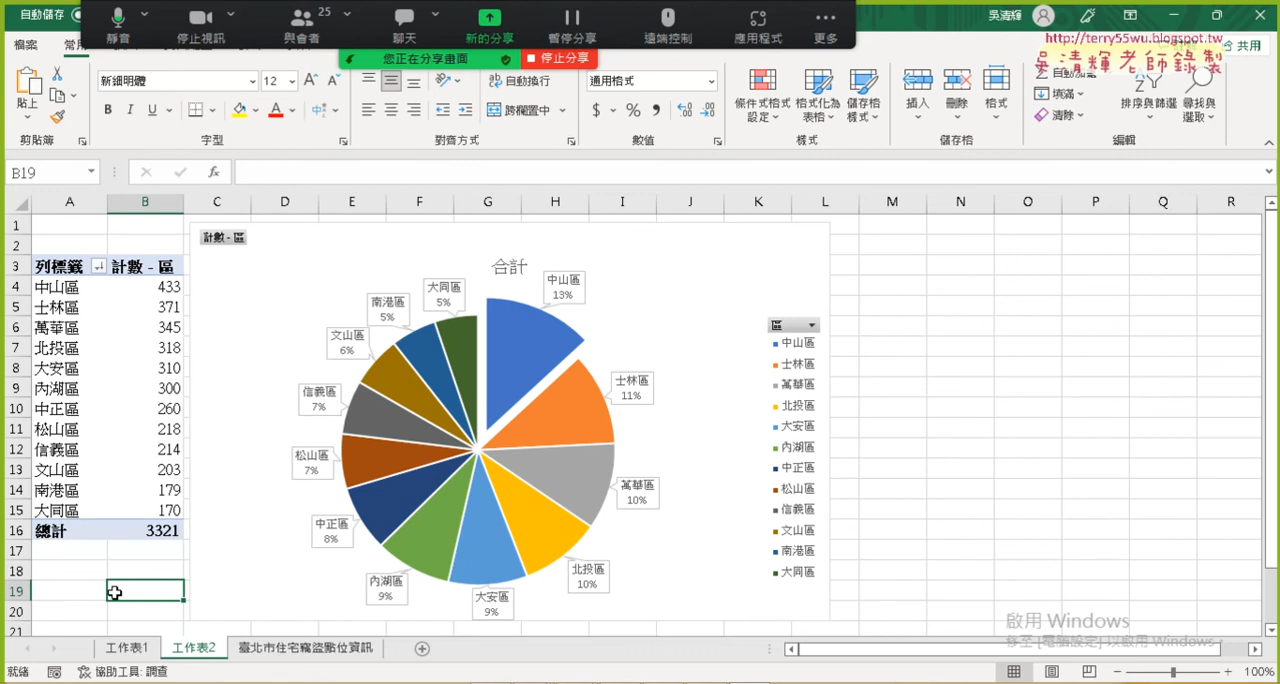 自動儲存
靜音
停止視訊
25
與會者
聊天
新的分享
暫停分享
遠端控制
應用程式
更多
吳清輝
http://terry55wu.blogspot.tw
吳清輝老師錄製
您正在分享畫面
停止分享
檔案
常用
共用
貼上
新細明體
12
自動換行
通用格式
B I U
跨欄置中
條件式格式設定
格式化為表格
儲存格樣式
插入
刪除
格式
填滿
清除
排序與篩選
尋找與選取
剪貼簿
字型
對齊方式
數值
樣式
儲存格
編輯
B19
fx
A B C D E F G H I J K L M N O P Q R
1
2
3 列標籤 計數 - 區
4 中山區 433
5 士林區 371
6 萬華區 345
7 北投區 318
8 大安區 310
9 內湖區 300
10 中正區 260
11 松山區 218
12 信義區 214
13 文山區 203
14 南港區 179
15 大同區 170
16 總計 3321
17
18
19
20
21
計數 - 區
合計
中山區
13%
士林區
11%
萬華區
10%
北投區
10%
大安區
9%
內湖區
9%
中正區
8%
松山區
7%
信義區
7%
文山區
6%
南港區
5%
大同區
5%
區
中山區
士林區
萬華區
北投區
大安區
內湖區
中正區
松山區
信義區
文山區
南港區
大同區
啟用 Windows
移至 [電腦設定] 以啟用 Windows。
工作表1
工作表2
臺北市住宅竊盜點位資訊
就緒
協助工具: 調查
100%